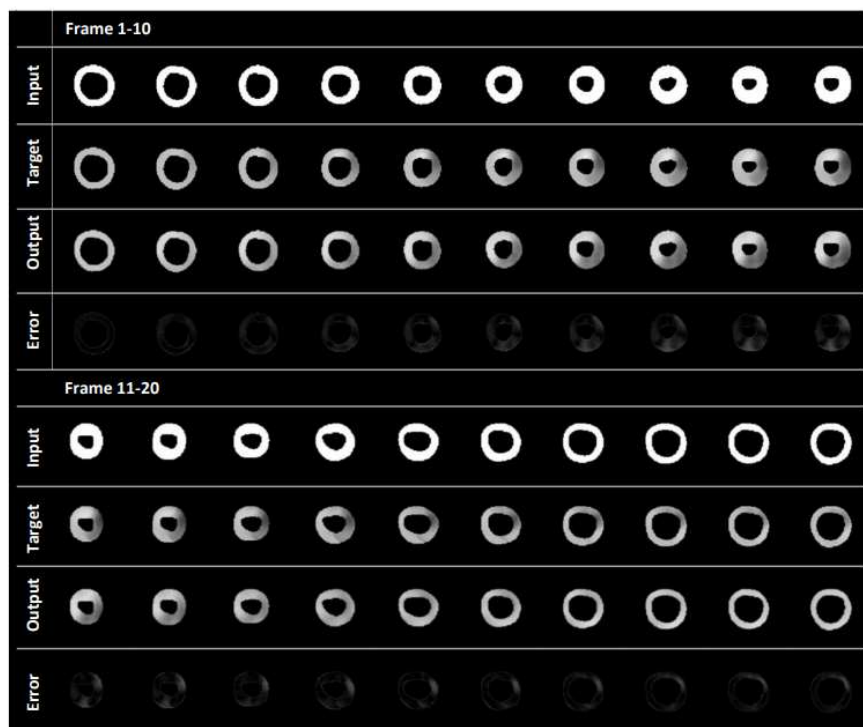 Frame 1-10
Input
Target
Output
Error
Frame 11-20
Input
Target
Output
Error